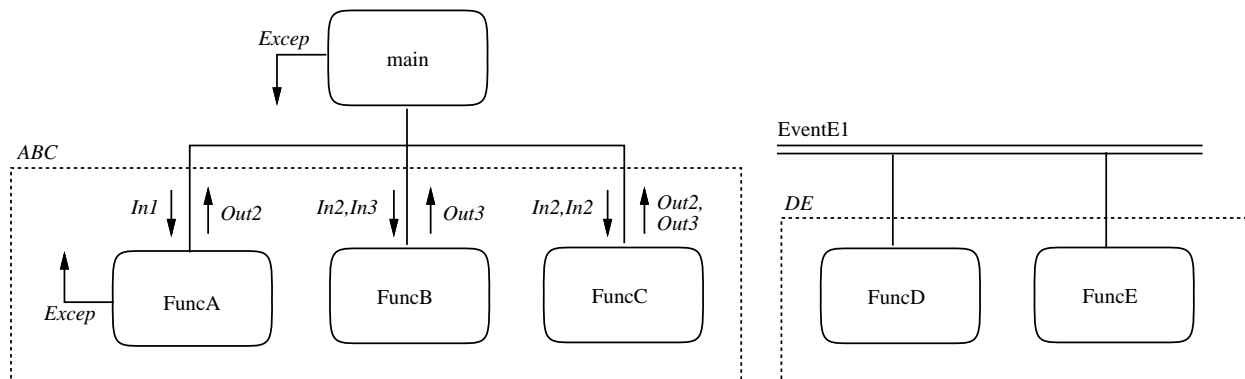 Excep
main
EventE1
ABC
DE
In1
Out2
In2,In3
Out3
In2,In2
Out2,
Out3
Excep
FuncA
FuncB
FuncC
FuncD
FuncE